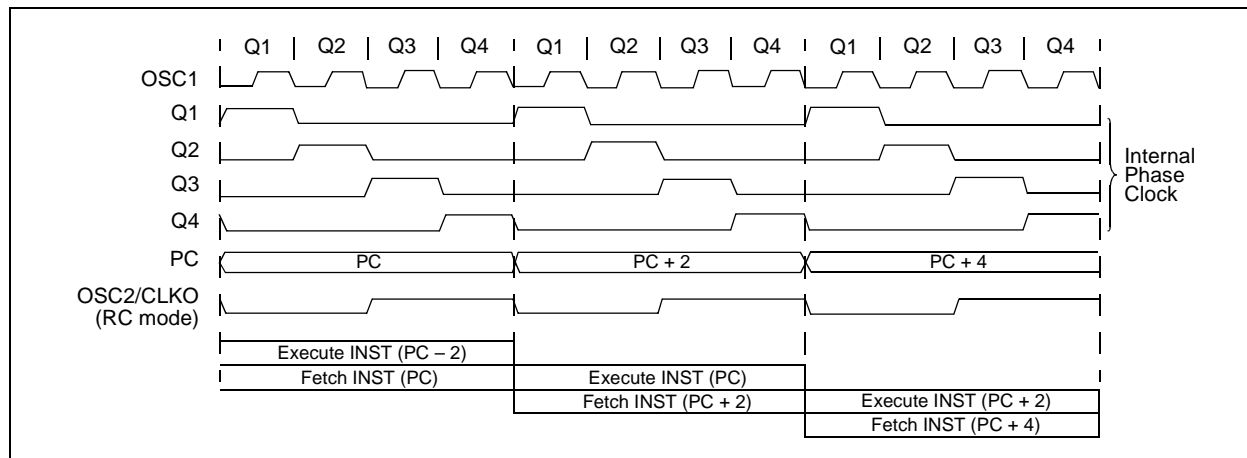 Q1 Q2 Q3 Q4 Q1 Q2 Q3 Q4 Q1 Q2 Q3 Q4
OSC1
Q1
Q2
Q3
Q4
Internal
Phase
Clock
PC PC PC + 2 PC + 4
OSC2/CLKO
(RC mode)
Execute INST (PC – 2)
Fetch INST (PC) Execute INST (PC)
Fetch INST (PC + 2) Execute INST (PC + 2)
Fetch INST (PC + 4)